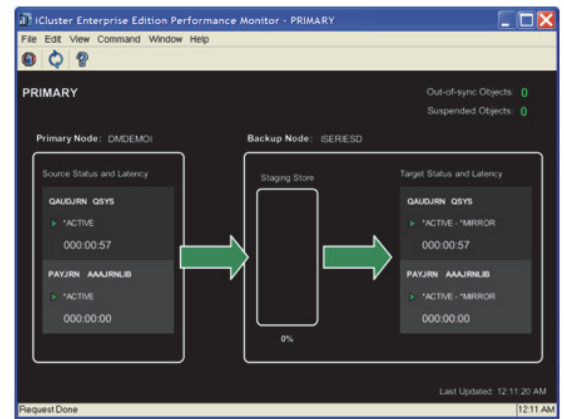 iCluster Enterprise Edition Performance Monitor - PRIMARY
File Edit View Command Window Help
PRIMARY
Out-of-sync Objects: 0
Suspended Objects: 0
Primary Node: DMDEMOI
Backup Node: ISERIESD
Source Status and Latency
QAUDJRN QSYS
*ACTIVE
000:00:57
PAYJRN AAAJRNLIB
*ACTIVE
000:00:00
Staging Store
0%
Target Status and Latency
QAUDJRN QSYS
*ACTIVE - *MIRROR
000:00:57
PAYJRN AAAJRNLIB
*ACTIVE - *MIRROR
000:00:00
Last Updated: 12:11:20 AM
Request Done
12:11 AM